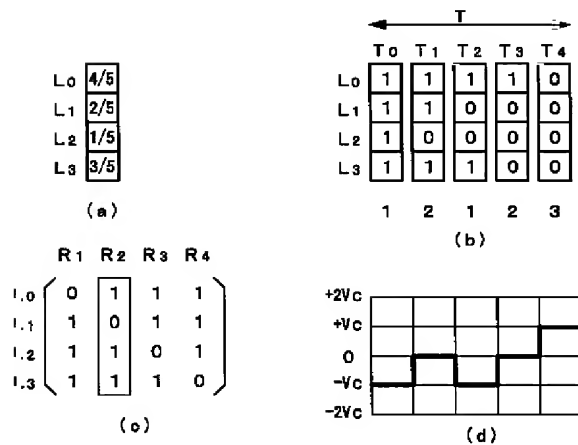 L0 4/5
L1 2/5
L2 1/5
L3 3/5
(a)
T
T0 T1 T2 T3 T4
L0 1 1 1 1 0
L1 1 1 0 0 0
L2 1 0 0 0 0
L3 1 1 1 0 0
1 2 1 2 3
(b)
R1 R2 R3 R4
L0 0 1 1 1
L1 1 0 1 1
L2 1 1 0 1
L3 1 1 1 0
(c)
+2Vc
+Vc
0
-Vc
-2Vc
(d)